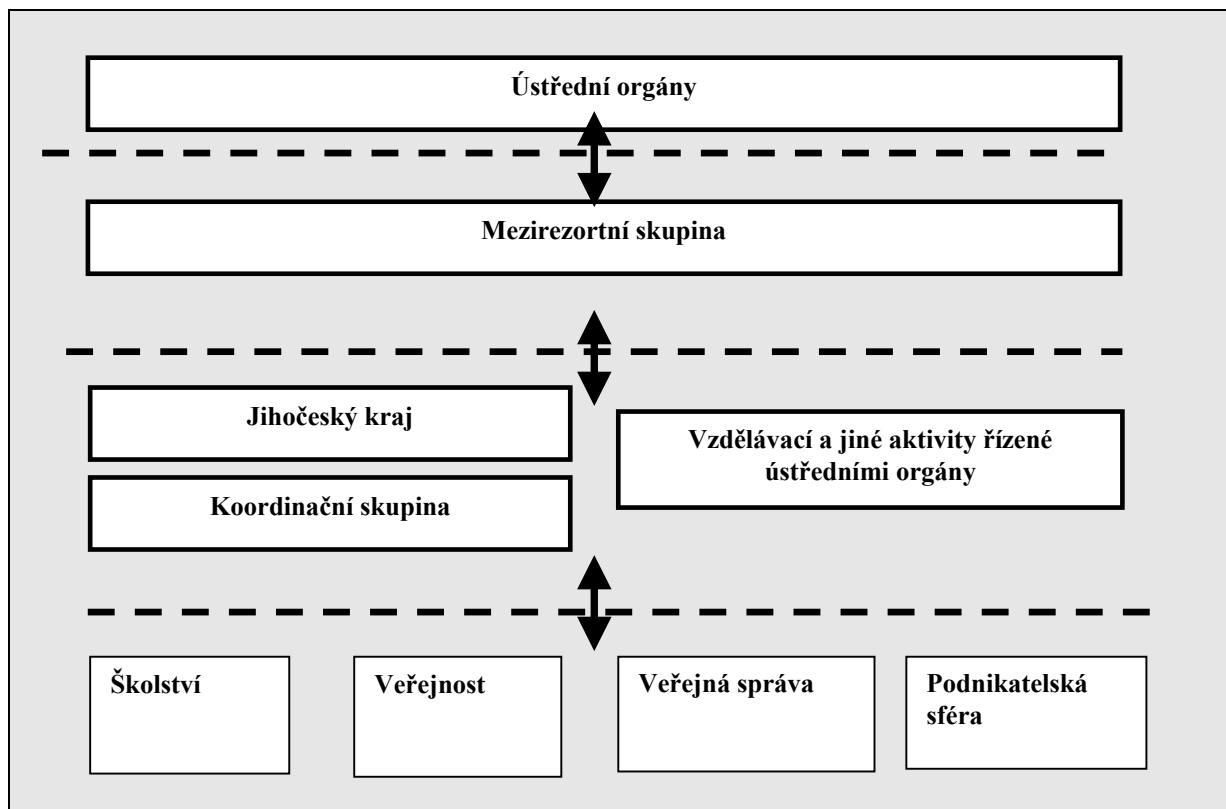 Ústřední orgány
Mezirezortní skupina
Jihočeský kraj
Koordinační skupina
Vzdělávací a jiné aktivity řízené
ústředními orgány
Školství
Veřejnost
Veřejná správa
Podnikatelská
sféra